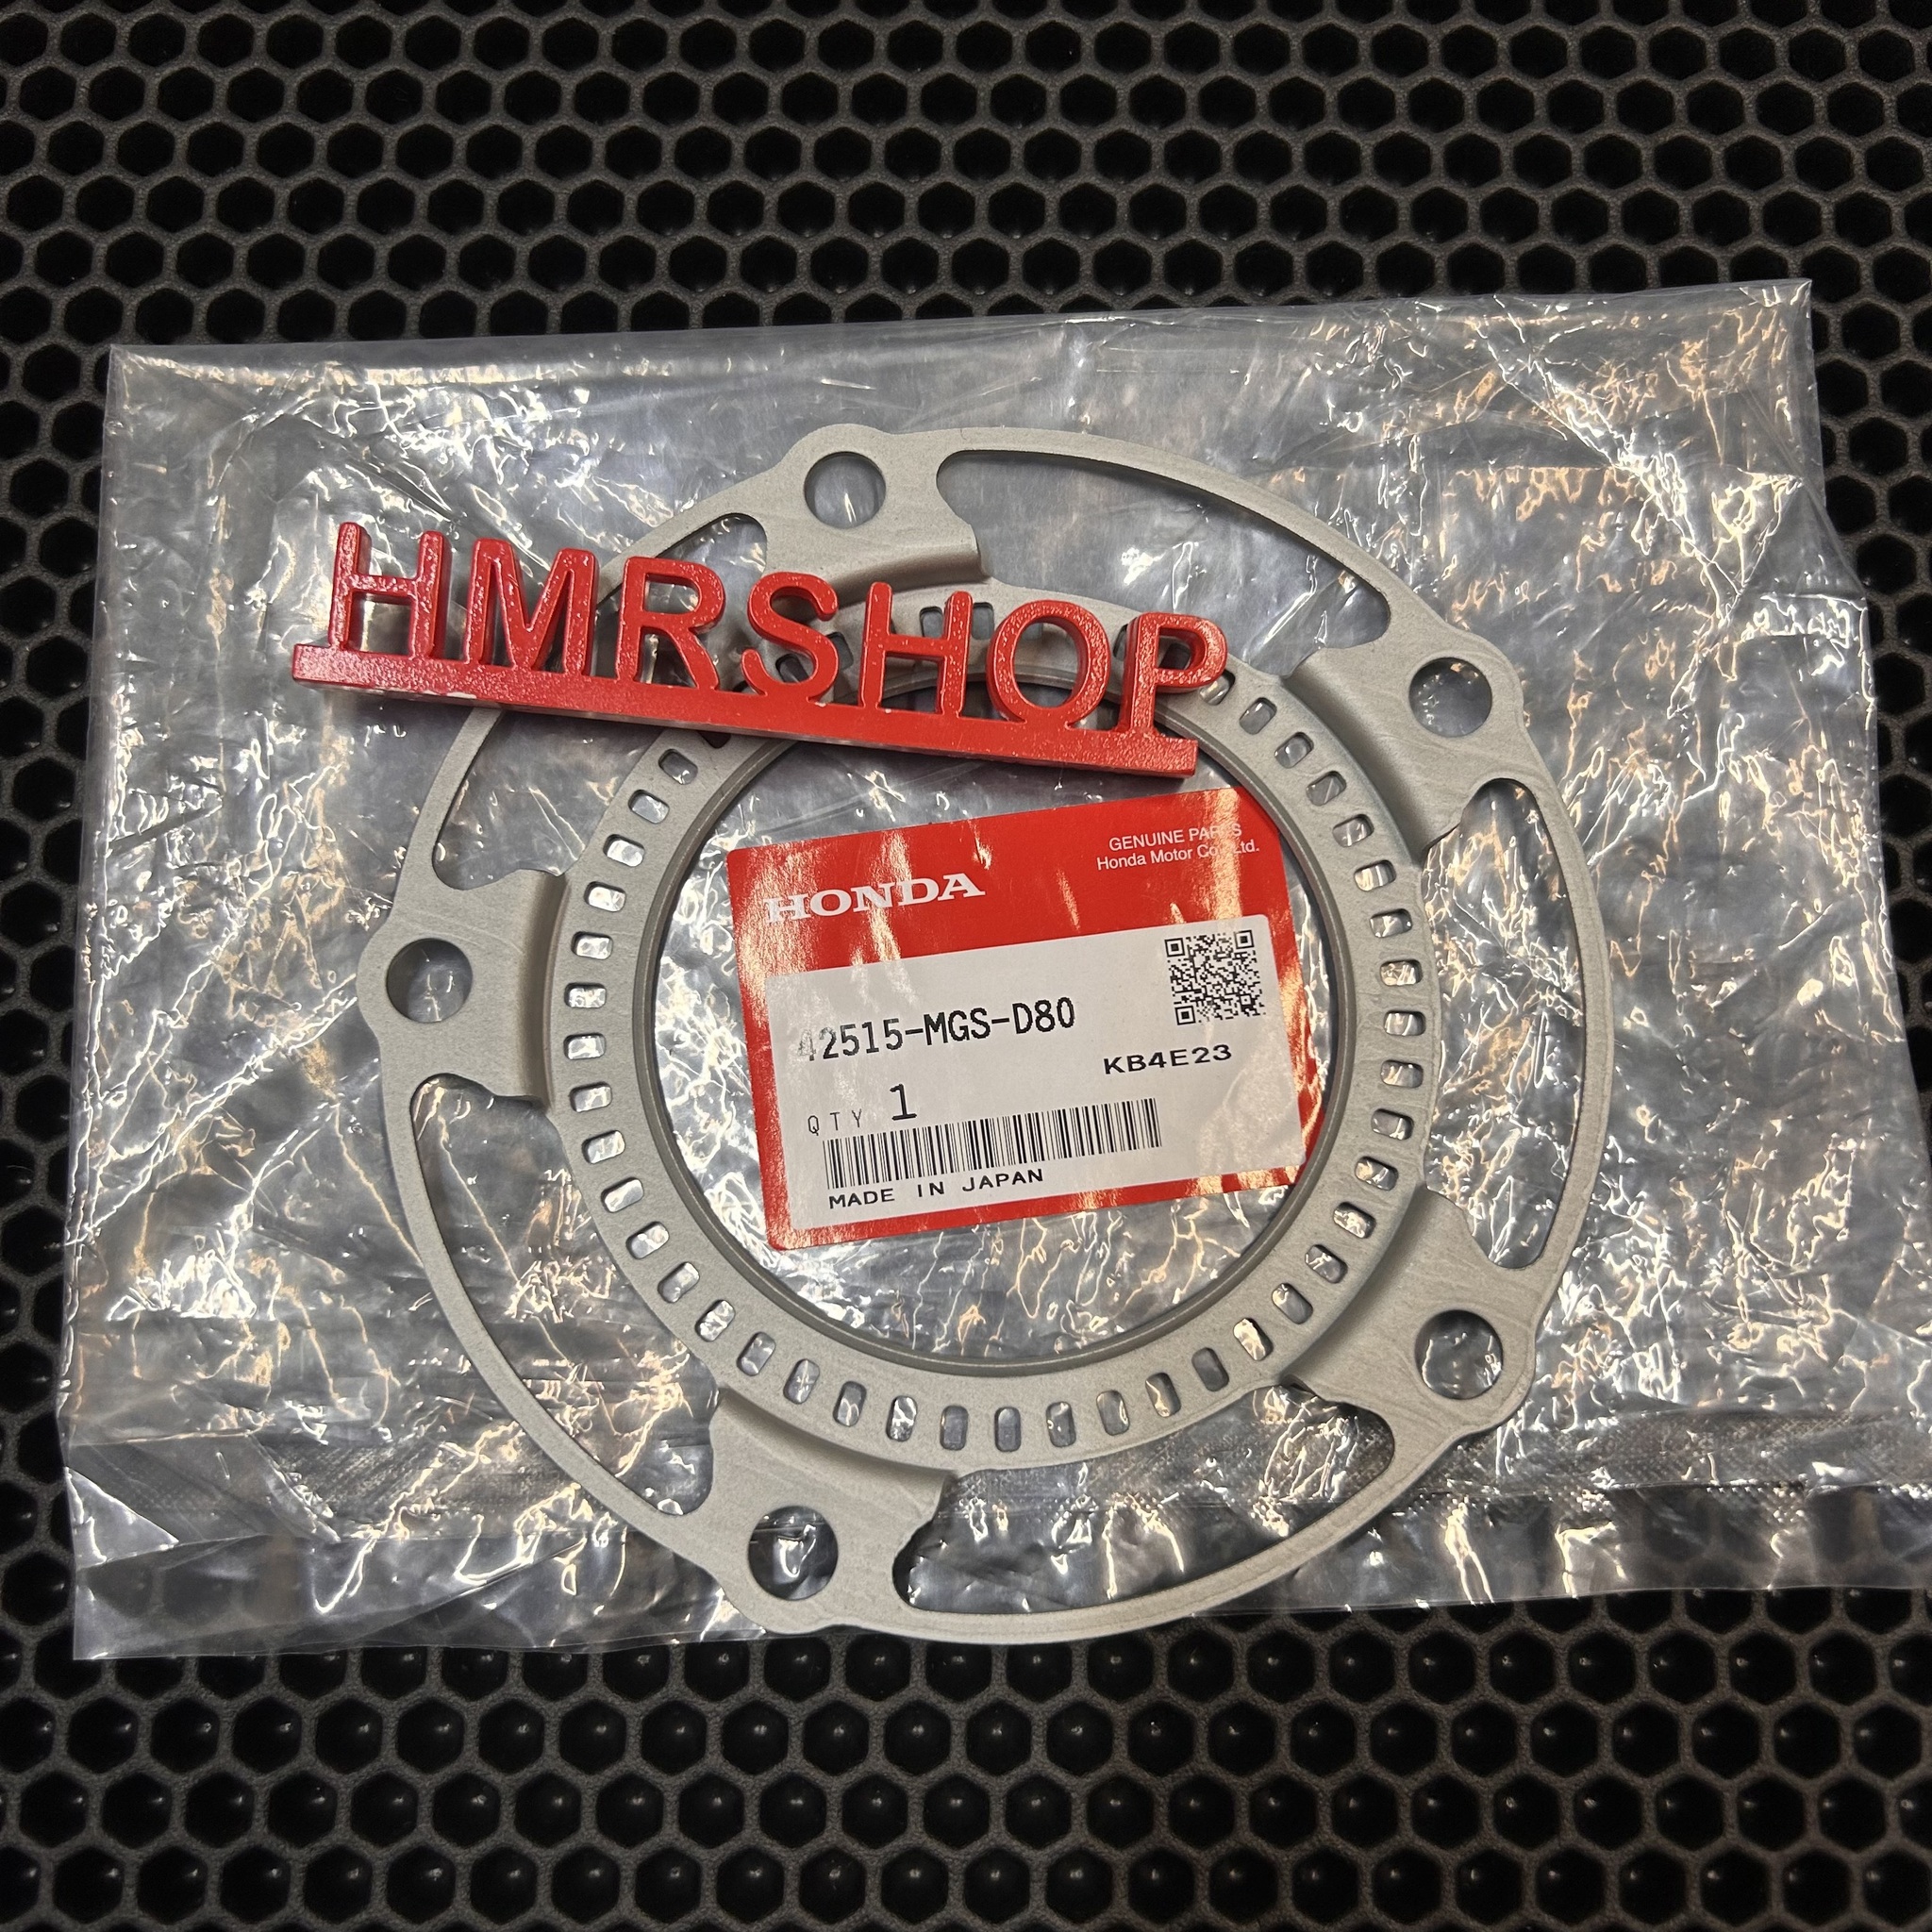 HMRSHOP
GENUINE PARTS
Honda Motor Co., Ltd.
HONDA
42515-MGS-D80
KB4E23
QTY 1
MADE IN JAPAN